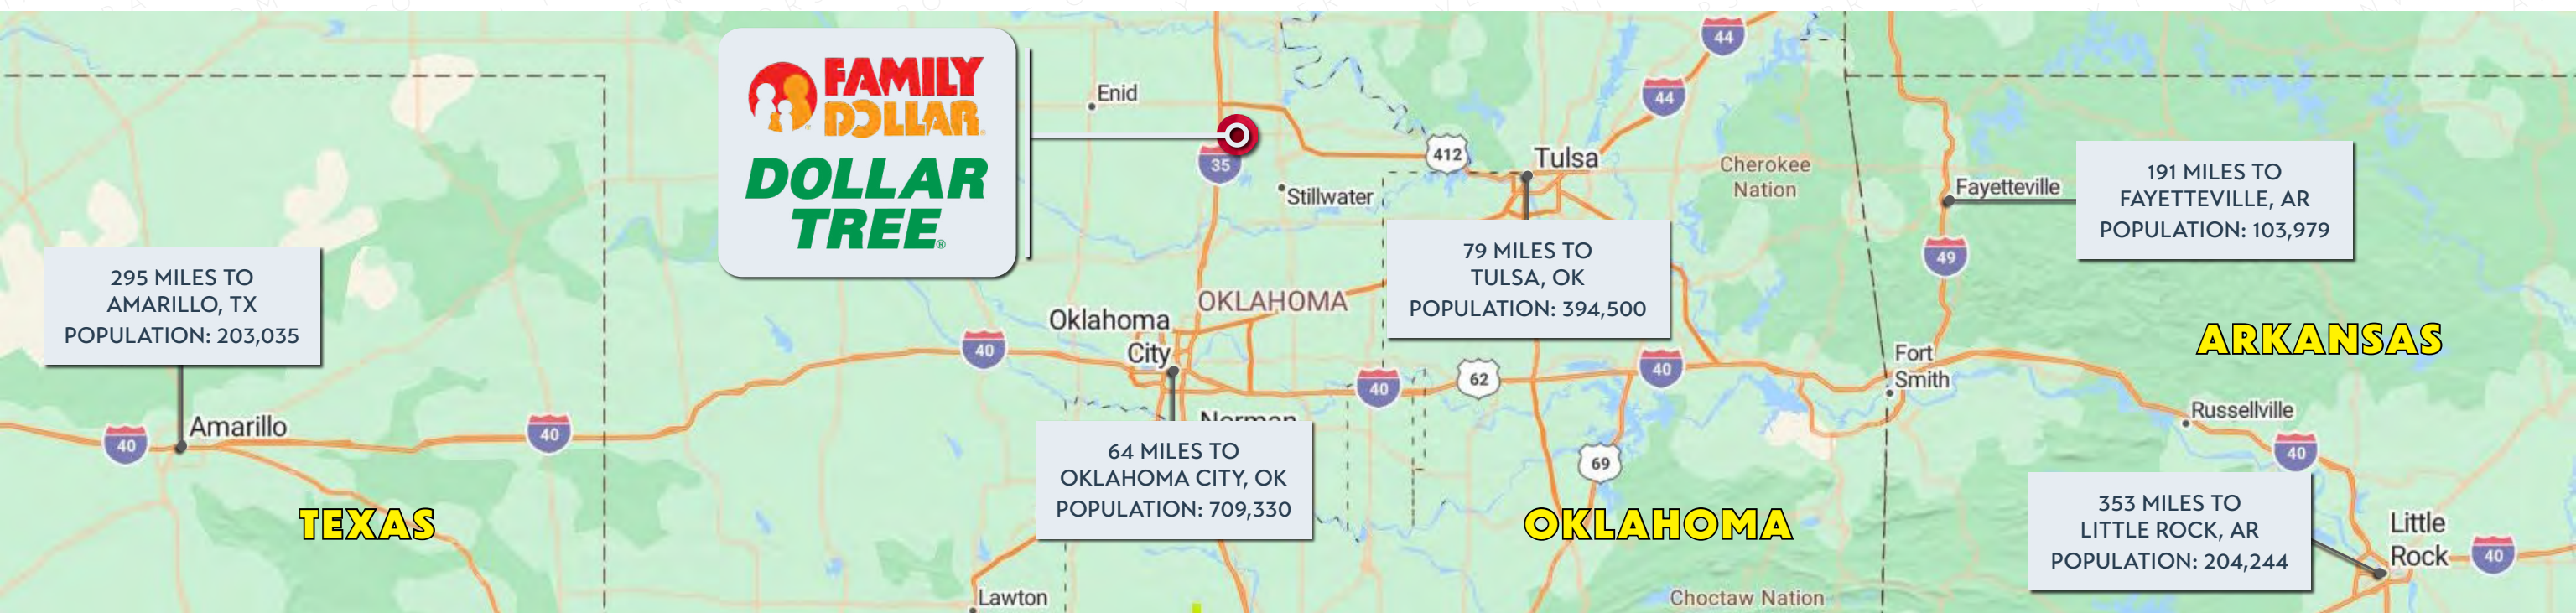 44
FAMILY
DOLLAR
DOLLAR
TREE
Enid
44
35
412
Tulsa
Stillwater
Cherokee
Nation
Fayetteville
191 MILES TO
FAYETTEVILLE, AR
POPULATION: 103,979
79 MILES TO
TULSA, OK
POPULATION: 394,500
49
295 MILES TO
AMARILLO, TX
POPULATION: 203,035
OKLAHOMA
Oklahoma
City
40
ARKANSAS
Fort
Smith
40
62
40
Norman
Russellville
Amarillo
40
40
64 MILES TO
OKLAHOMA CITY, OK
POPULATION: 709,330
69
40
TEXAS
OKLAHOMA
353 MILES TO
LITTLE ROCK, AR
POPULATION: 204,244
Little
Rock
40
Lawton
Choctaw Nation